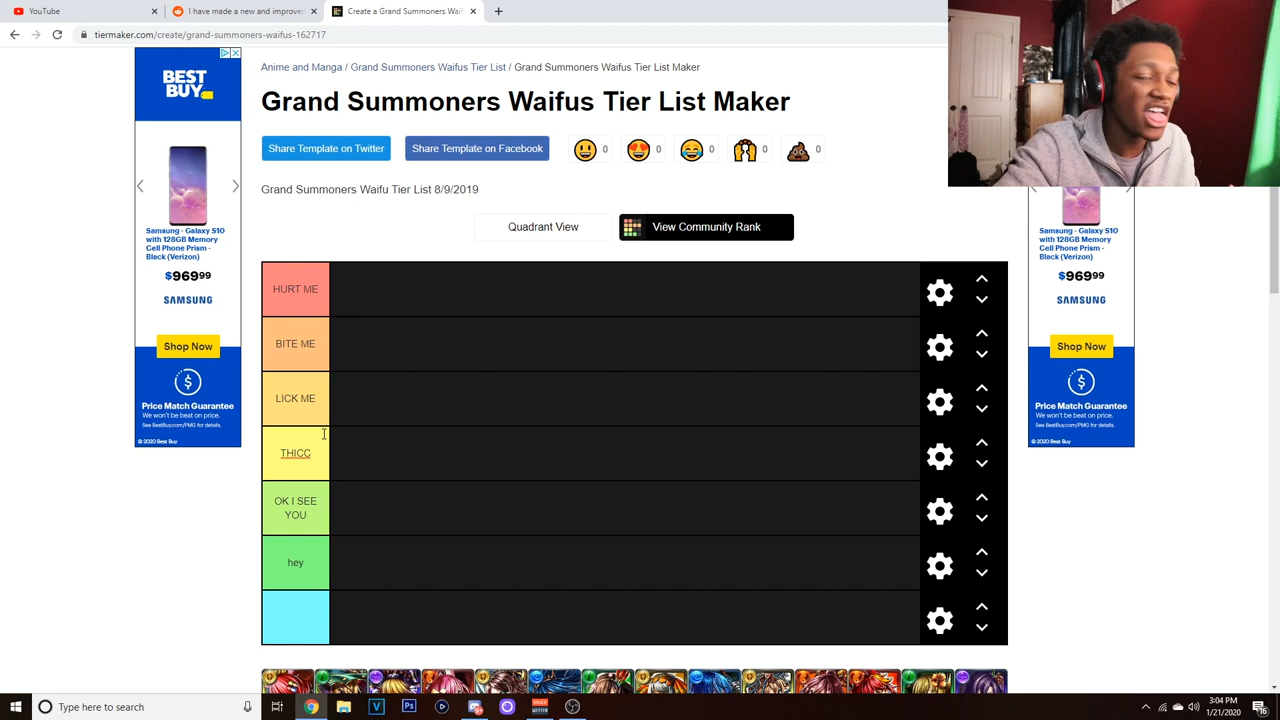 YouTube
I have made a new and improve
Create a Grand Summoners Waif
tiermaker.com/create/grand-summoners-waifus-162717
Anime and Manga / Grand Summoners Waifus Tier List / Grand Summoners Waifus Tier List Maker
Grand Summoners Waifus Tier List Maker
Share Template on Twitter
Share Template on Facebook
0
0
0
0
0
Grand Summoners Waifu Tier List 8/9/2019
Quadrant View
View Community Rank
HURT ME
BITE ME
LICK ME
THICC
OK I SEE
YOU
hey
BEST
BUY
Samsung - Galaxy S10
with 128GB Memory
Cell Phone Prism -
Black (Verizon)
$969.99
SAMSUNG
Shop Now
Price Match Guarantee
We won't be beat on price.
See BestBuy.com/PMG for details.
© 2020 Best Buy
Samsung - Galaxy S10
with 128GB Memory
Cell Phone Prism -
Black (Verizon)
$969.99
SAMSUNG
Shop Now
Price Match Guarantee
We won't be beat on price.
See BestBuy.com/PMG for details.
© 2020 Best Buy
Type here to search
3:04 PM
1/21/2020
16